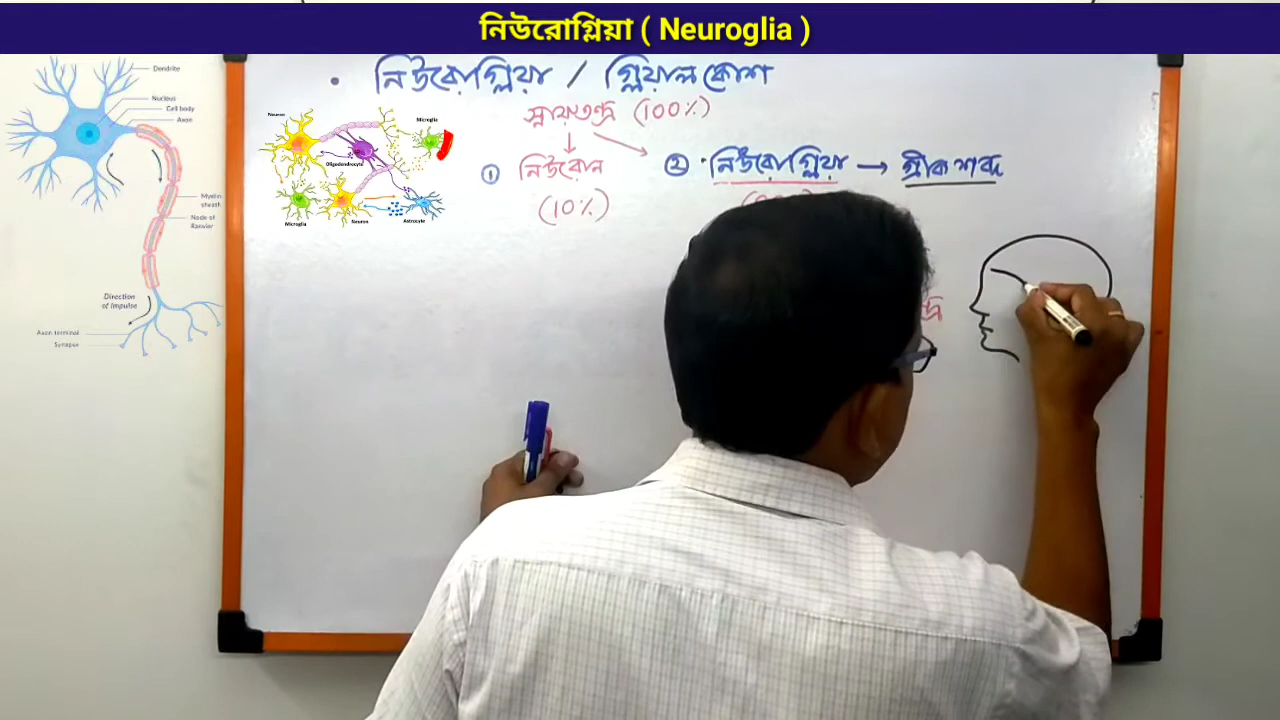 নিউরোগ্লিয়া ( Neuroglia )
• নিউরোগ্লিয়া / গ্লিয়াল কোশ
স্নায়ুতন্ত্র (100%)
① নিউরোন
(10%)
② নিউরোগ্লিয়া → গ্রীক শব্দ
Dendrite
Nucleus
Cell body
Axon
Myelin
sheath
Node of
Ranvier
Direction
of Impulse
Axon terminal
Synapse
Neuron
Microglia
Oligodendrocyte
Microglia
Neuron
Astrocyte